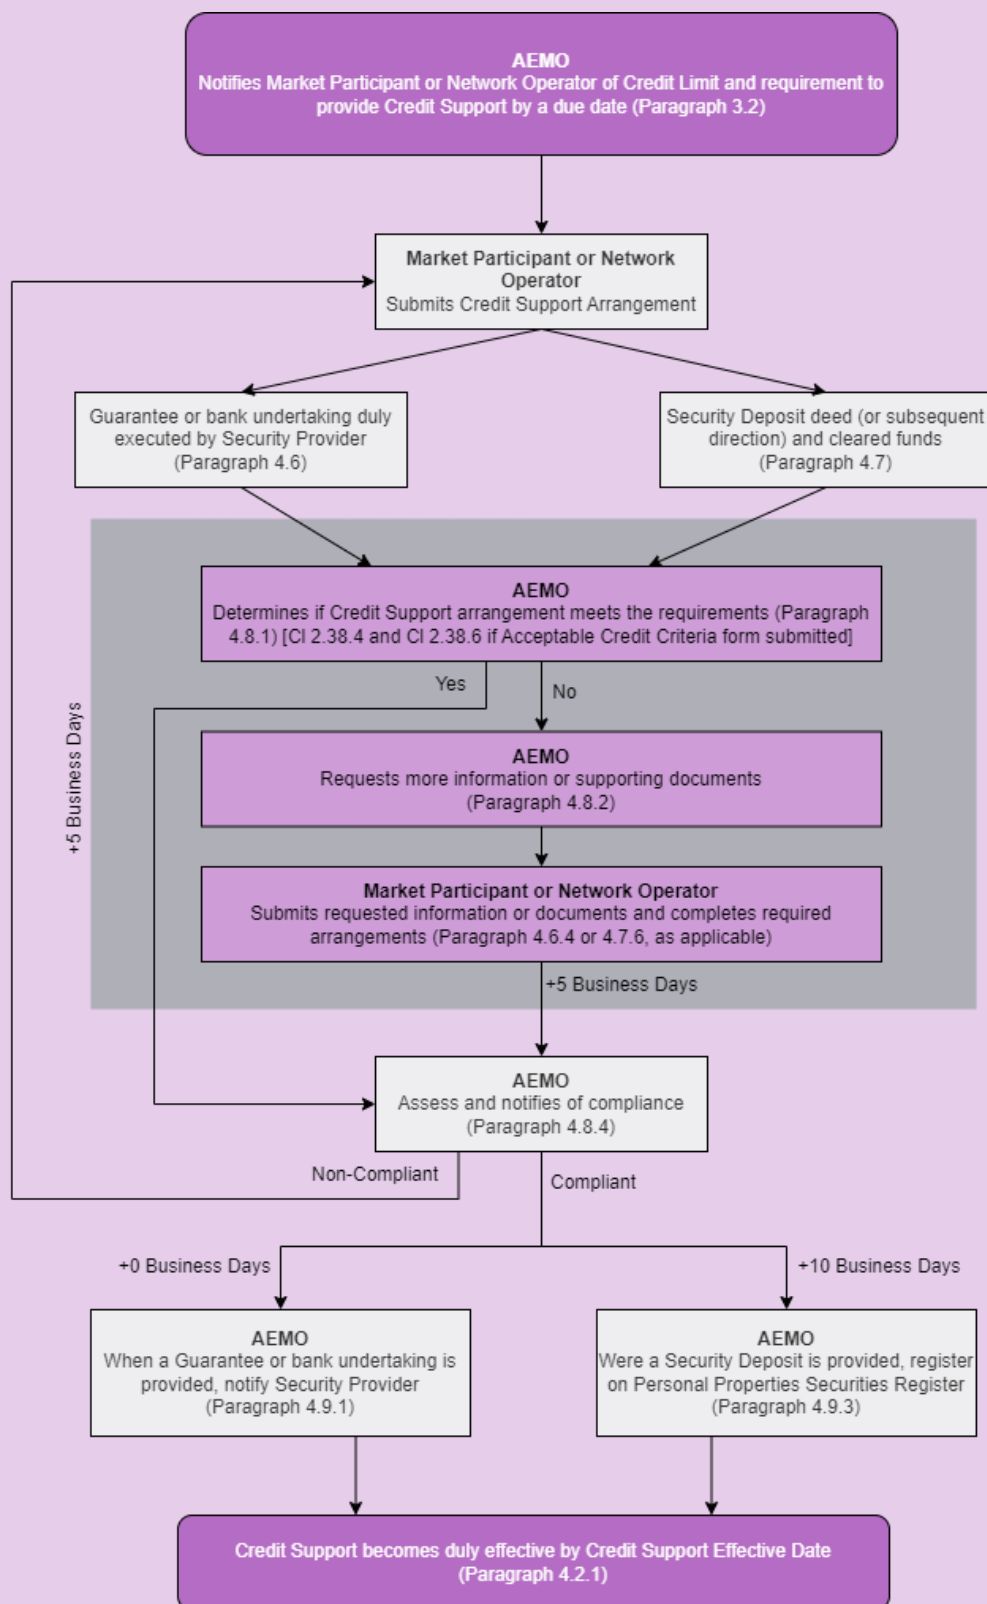 AEMO
Notifies Market Participant or Network Operator of Credit Limit and requirement to
provide Credit Support by a due date (Paragraph 3.2)
Market Participant or Network
Operator
Submits Credit Support Arrangement
Guarantee or bank undertaking duly
executed by Security Provider
(Paragraph 4.6)
Security Deposit deed (or subsequent
direction) and cleared funds
(Paragraph 4.7)
+5 Business Days
AEMO
Determines if Credit Support arrangement meets the requirements (Paragraph
4.8.1) [Cl 2.38.4 and Cl 2.38.6 if Acceptable Credit Criteria form submitted]
Yes
No
AEMO
Requests more information or supporting documents
(Paragraph 4.8.2)
Market Participant or Network Operator
Submits requested information or documents and completes required
arrangements (Paragraph 4.6.4 or 4.7.6, as applicable)
+5 Business Days
AEMO
Assess and notifies of compliance
(Paragraph 4.8.4)
Non-Compliant
Compliant
+0 Business Days
+10 Business Days
AEMO
When a Guarantee or bank undertaking is
provided, notify Security Provider
(Paragraph 4.9.1)
AEMO
Were a Security Deposit is provided, register
on Personal Properties Securities Register
(Paragraph 4.9.3)
Credit Support becomes duly effective by Credit Support Effective Date
(Paragraph 4.2.1)